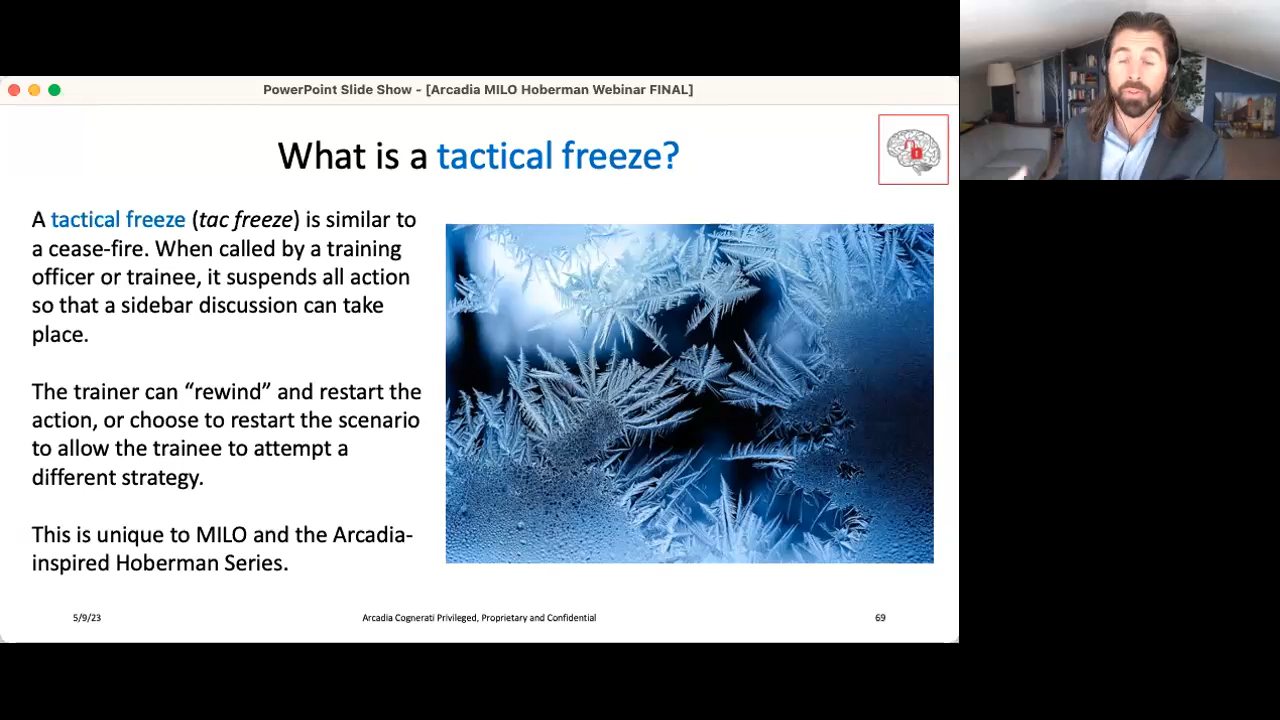 PowerPoint Slide Show - [Arcadia MILO Hoberman Webinar FINAL]
What is a tactical freeze?
A tactical freeze (tac freeze) is similar to
a cease-fire. When called by a training
officer or trainee, it suspends all action
so that a sidebar discussion can take
place.
The trainer can “rewind” and restart the
action, or choose to restart the scenario
to allow the trainee to attempt a
different strategy.
This is unique to MILO and the Arcadia-
inspired Hoberman Series.
5/9/23
Arcadia Cognerati Privileged, Proprietary and Confidential
69